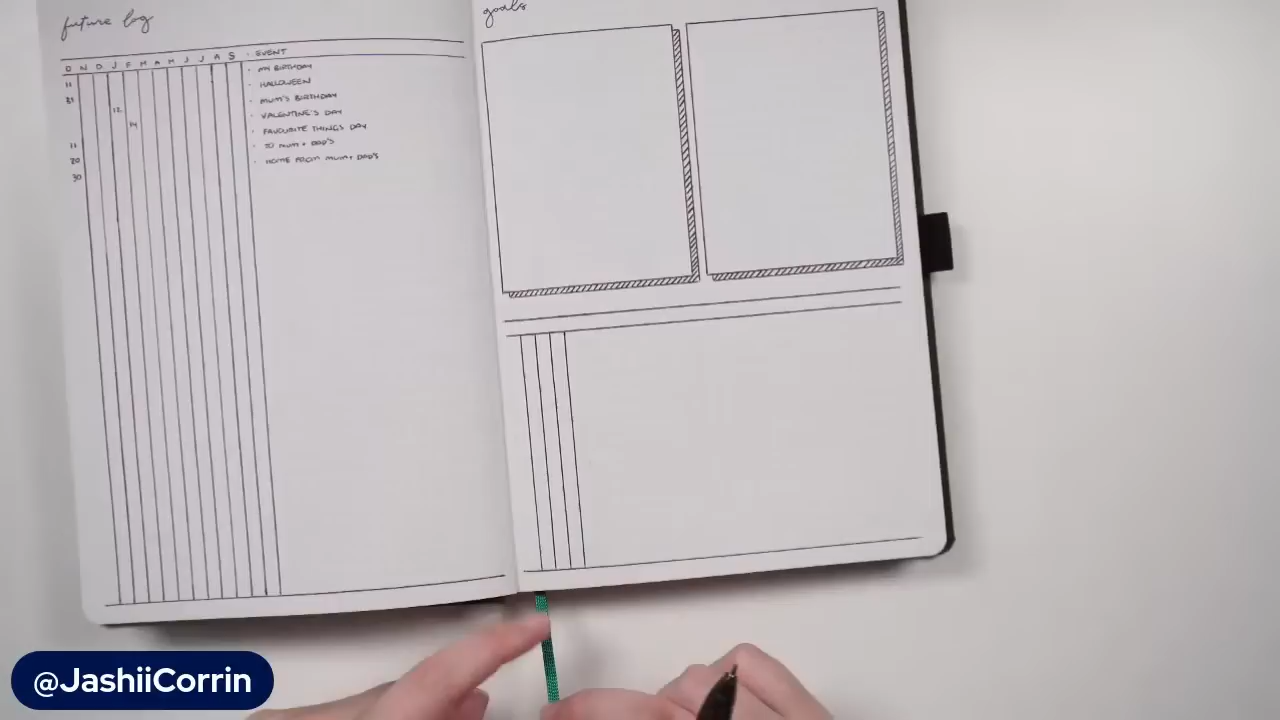 future log
goals
O N D J F M A M J J A S · EVENT
11 · MY BIRTHDAY
31 · HALLOWEEN
12 · MUM'S BIRTHDAY
14 · VALENTINE'S DAY
· FAVOURITE THINGS DAY
11 · TO MUM + DAD'S
20 · HOME FROM MUM + DAD'S
30
@JashiiCorrin